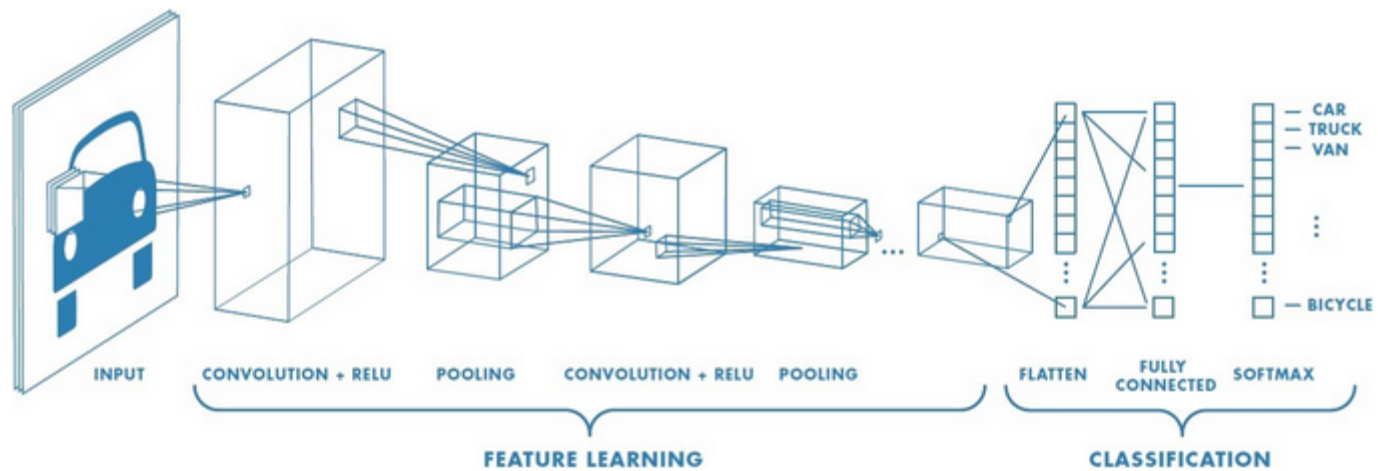 CAR
TRUCK
VAN
BICYCLE
INPUT
CONVOLUTION + RELU
POOLING
CONVOLUTION + RELU
POOLING
FLATTEN
FULLY
CONNECTED
SOFTMAX
FEATURE LEARNING
CLASSIFICATION